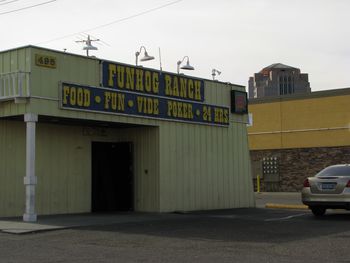 495
FUNHOG RANCH
FOOD • FUN • VIDE POKER • 24 HRS